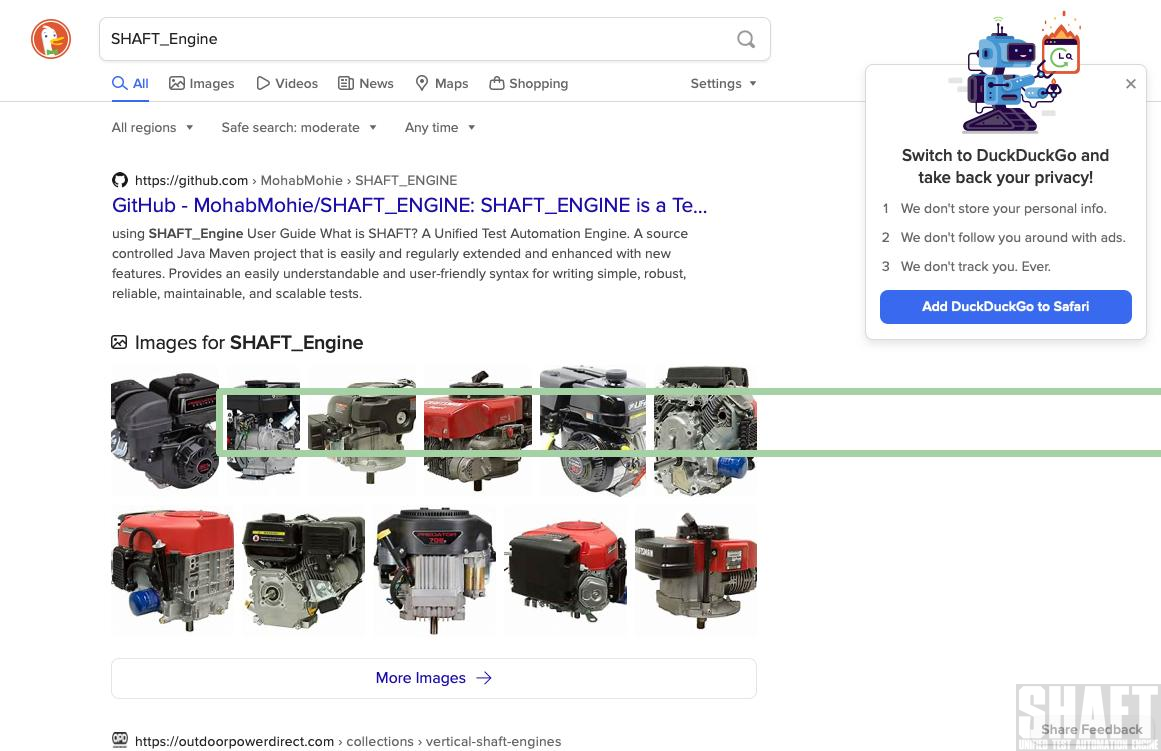 SHAFT_Engine
All
Images
Videos
News
Maps
Shopping
Settings
All regions
Safe search: moderate
Any time
https://github.com › MohabMohie › SHAFT_ENGINE
GitHub - MohabMohie/SHAFT_ENGINE: SHAFT_ENGINE is a Te...
using SHAFT_Engine User Guide What is SHAFT? A Unified Test Automation Engine. A source
controlled Java Maven project that is easily and regularly extended and enhanced with new
features. Provides an easily understandable and user-friendly syntax for writing simple, robust,
reliable, maintainable, and scalable tests.
Images for SHAFT_Engine
PREDATOR
CRAFTSMAN
More Images
https://outdoorpowerdirect.com › collections › vertical-shaft-engines
Switch to DuckDuckGo and
take back your privacy!
1 We don't store your personal info.
2 We don't follow you around with ads.
3 We don't track you. Ever.
Add DuckDuckGo to Safari
SHAFT
Share Feedback